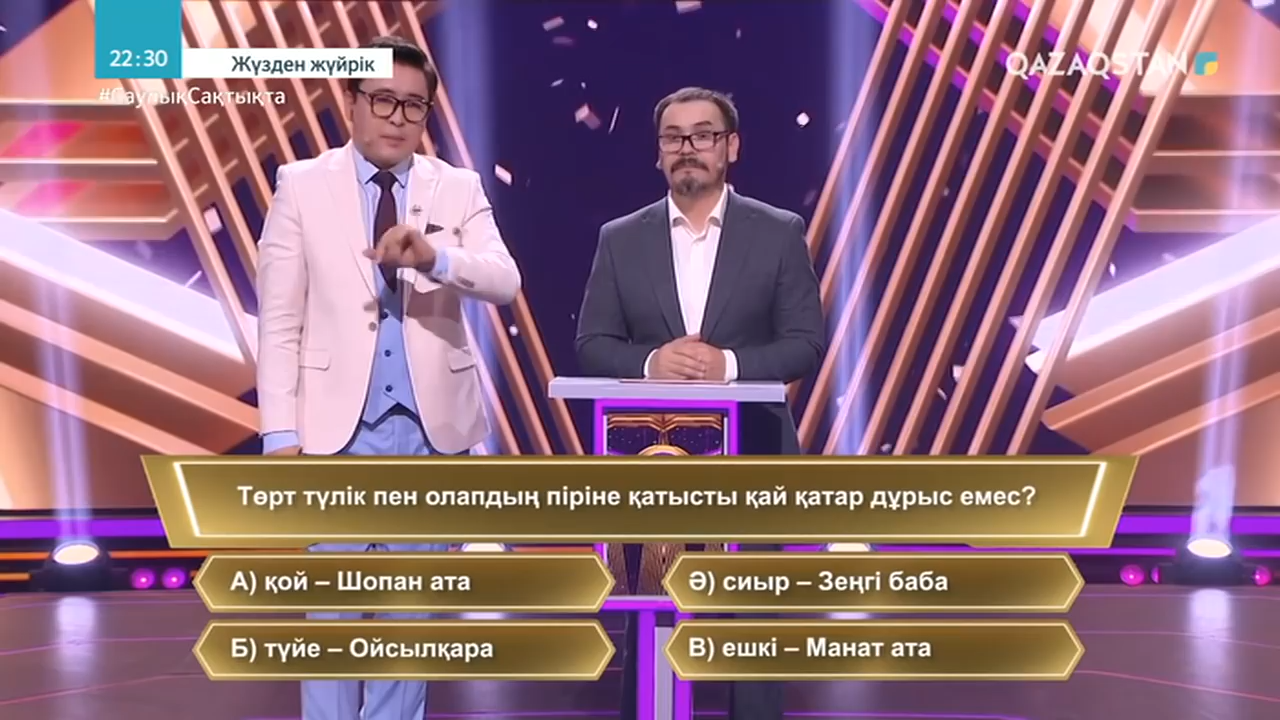 22:30
Жүзден жүйрік
#СаулықСақтықта
QAZAQSTAN
Төрт түлік пен олапдың піріне қатысты қай қатар дұрыс емес?
А) қой – Шопан ата
Ә) сиыр – Зеңгі баба
Б) түйе – Ойсылқара
В) ешкі – Манат ата